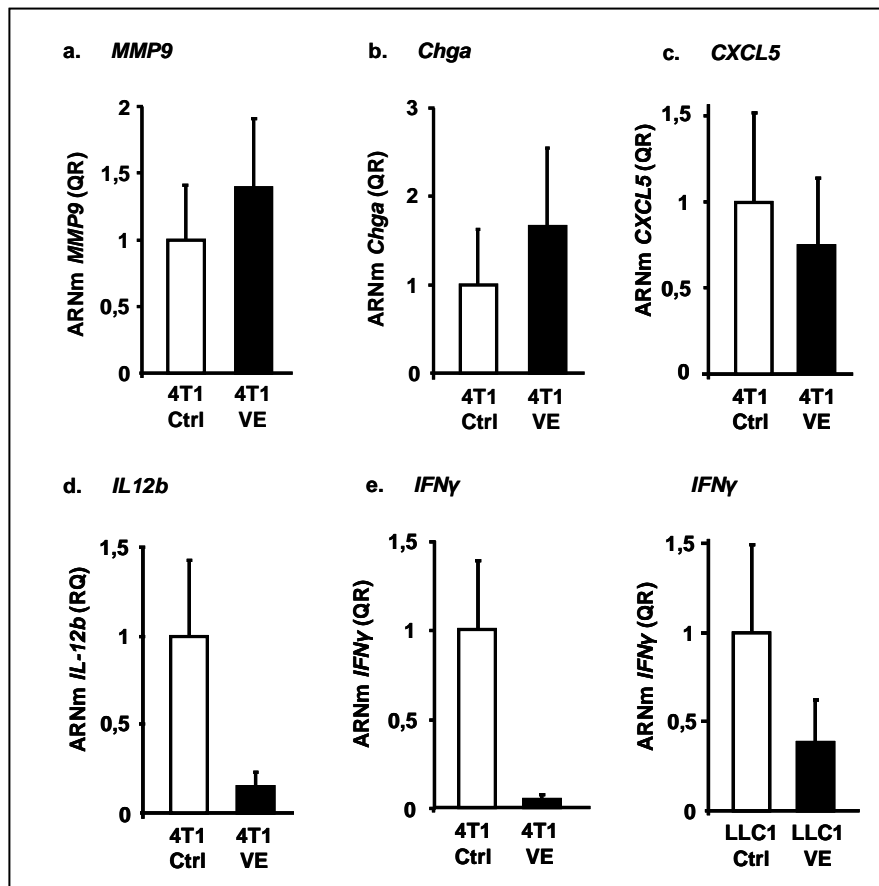 a. MMP9
b. Chga
c. CXCL5
ARNm MMP9 (QR)
2
1,5
1
0,5
0
4T1 4T1
Ctrl VE
ARNm Chga (QR)
3
2
1
0
4T1 4T1
Ctrl VE
ARNm CXCL5 (QR)
1,5
1
0,5
0
4T1 4T1
Ctrl VE
d. IL12b
e. IFNγ
IFNγ
ARNm IL-12b (RQ)
1,5
1
0,5
0
4T1 4T1
Ctrl VE
ARNm IFNγ (QR)
1,5
1
0,5
0
4T1 4T1
Ctrl VE
ARNm IFNγ (QR)
1,5
1
0,5
0
LLC1 LLC1
Ctrl VE